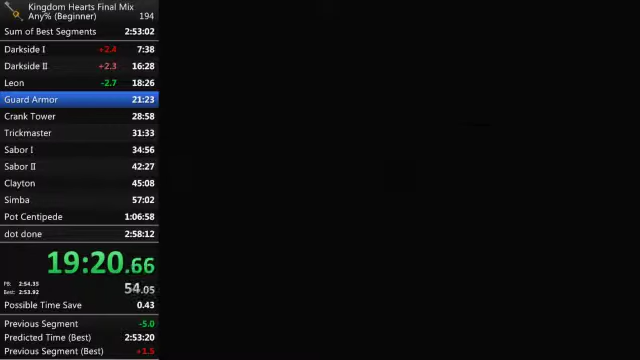 Kingdom Hearts Final Mix
Any% (Beginner) 194
Sum of Best Segments 2:53:02
Darkside I +2.4 7:38
Darkside II +2.3 16:28
Leon -2.7 18:26
Guard Armor 21:23
Crank Tower 28:58
Trickmaster 31:33
Sabor I 34:56
Sabor II 42:27
Clayton 45:08
Simba 57:02
Pot Centipede 1:06:58
dot done 2:58:12
19:20.66
PB: 2:54.35
Best: 2:53.92
54.05
Possible Time Save 0.43
Previous Segment -5.0
Predicted Time (Best) 2:53:20
Previous Segment (Best) +1.5